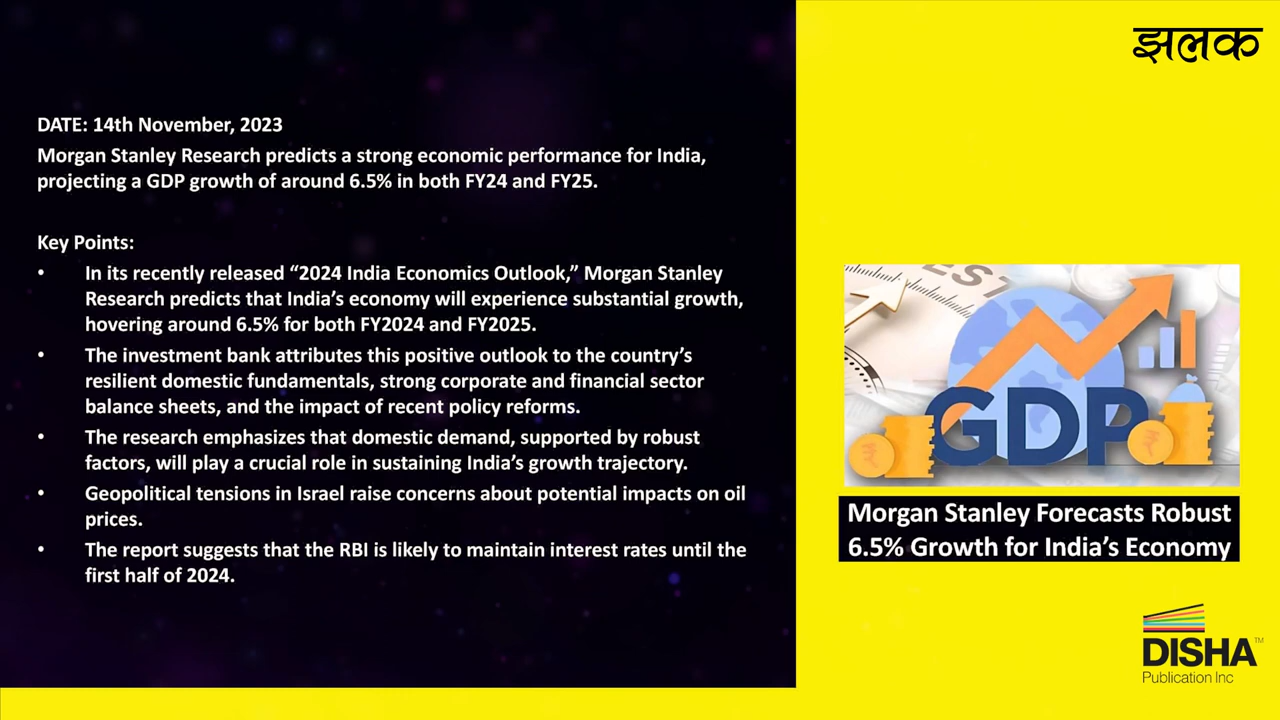 झलक
DATE: 14th November, 2023
Morgan Stanley Research predicts a strong economic performance for India,
projecting a GDP growth of around 6.5% in both FY24 and FY25.
Key Points:
• In its recently released “2024 India Economics Outlook,” Morgan Stanley
Research predicts that India’s economy will experience substantial growth,
hovering around 6.5% for both FY2024 and FY2025.
• The investment bank attributes this positive outlook to the country’s
resilient domestic fundamentals, strong corporate and financial sector
balance sheets, and the impact of recent policy reforms.
• The research emphasizes that domestic demand, supported by robust
factors, will play a crucial role in sustaining India’s growth trajectory.
• Geopolitical tensions in Israel raise concerns about potential impacts on oil
prices.
• The report suggests that the RBI is likely to maintain interest rates until the
first half of 2024.
GDP
₹ ₹
Morgan Stanley Forecasts Robust
6.5% Growth for India’s Economy
DISHA™
Publication Inc